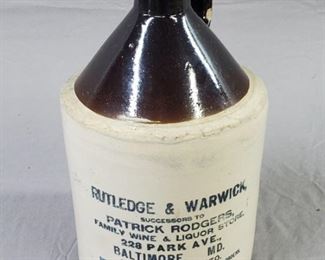 RUTLEDGE & WARWICK,
SUCCESSORS TO
PATRICK RODGERS,
FAMILY WINE & LIQUOR STORE.
228 PARK AVE.,
BALTIMORE MD.